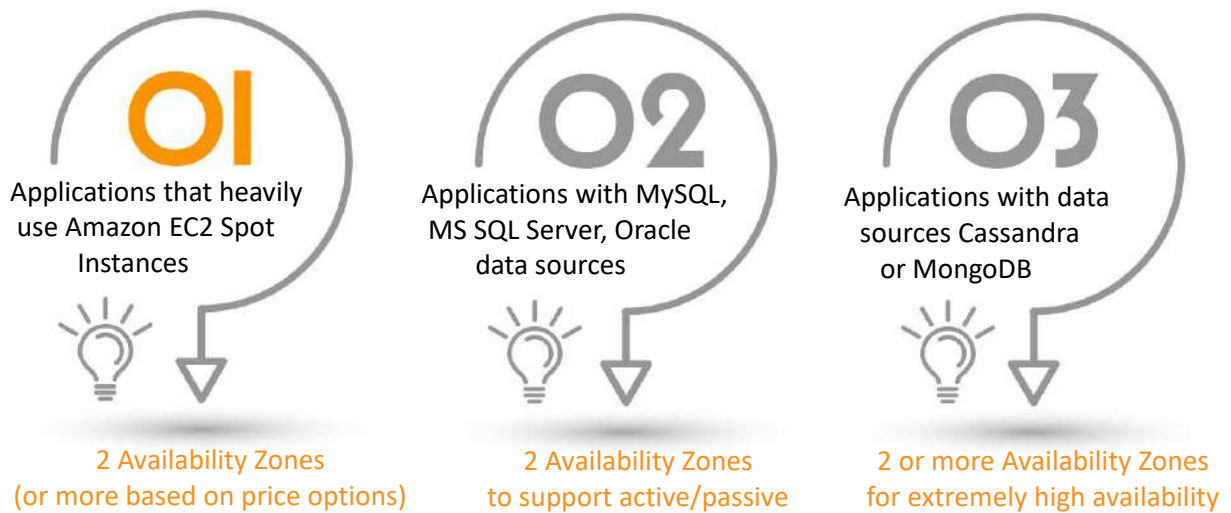 01
Applications that heavily
use Amazon EC2 Spot
Instances
2 Availability Zones
(or more based on price options)
02
Applications with MySQL,
MS SQL Server, Oracle
data sources
2 Availability Zones
to support active/passive
03
Applications with data
sources Cassandra
or MongoDB
2 or more Availability Zones
for extremely high availability